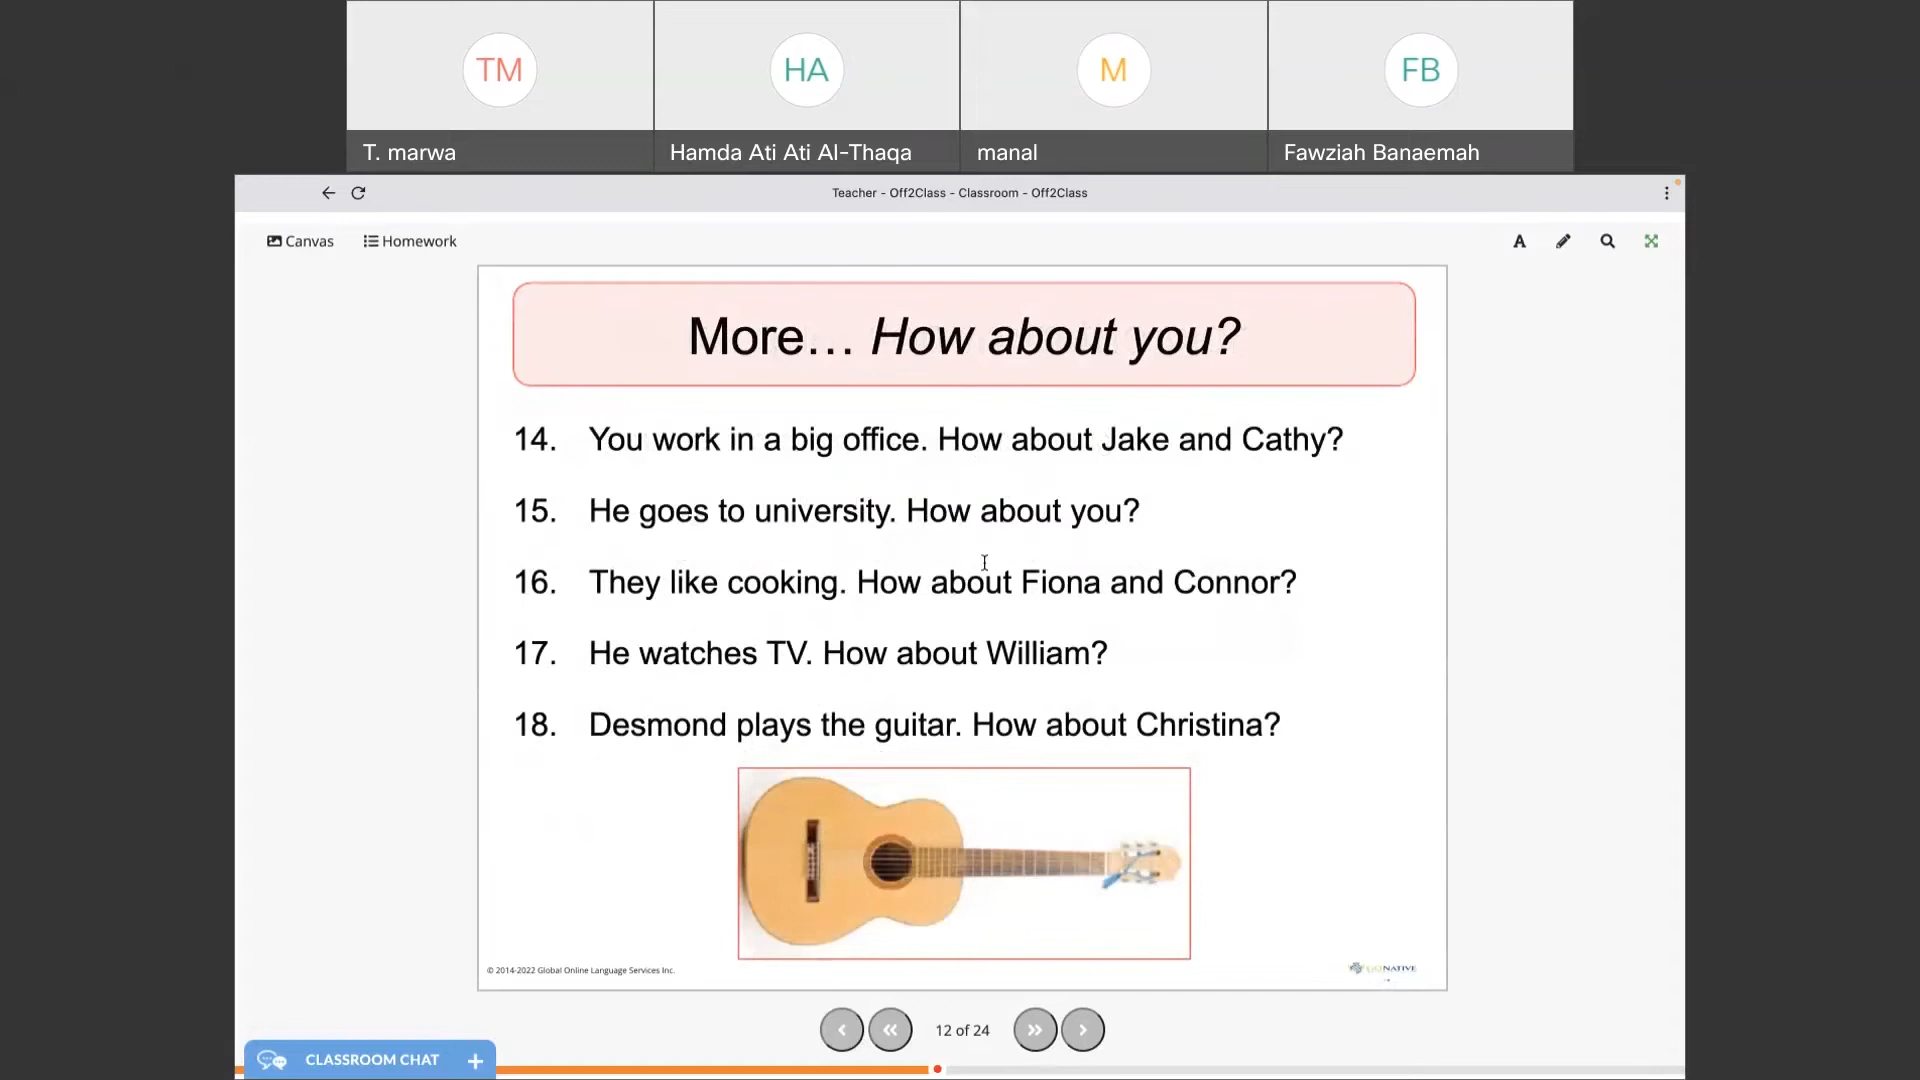 TM HA M FB
T. marwa Hamda Ati Ati Al-Thaqa manal Fawziah Banaemah
Teacher - Off2Class - Classroom - Off2Class
Canvas Homework
More… How about you?
14. You work in a big office. How about Jake and Cathy?
15. He goes to university. How about you?
16. They like cooking. How about Fiona and Connor?
17. He watches TV. How about William?
18. Desmond plays the guitar. How about Christina?
© 2014-2022 Global Online Language Services Inc.
GONATIVE
12 of 24
CLASSROOM CHAT